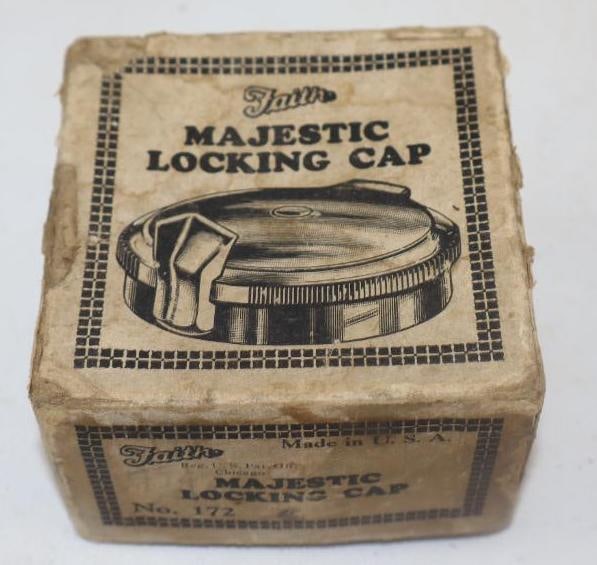 Faith
MAJESTIC
LOCKING CAP
Faith
Made in U. S. A.
Reg. U. S. Pat. Off.
Chicago
MAJESTIC
LOCKING CAP
No. 172